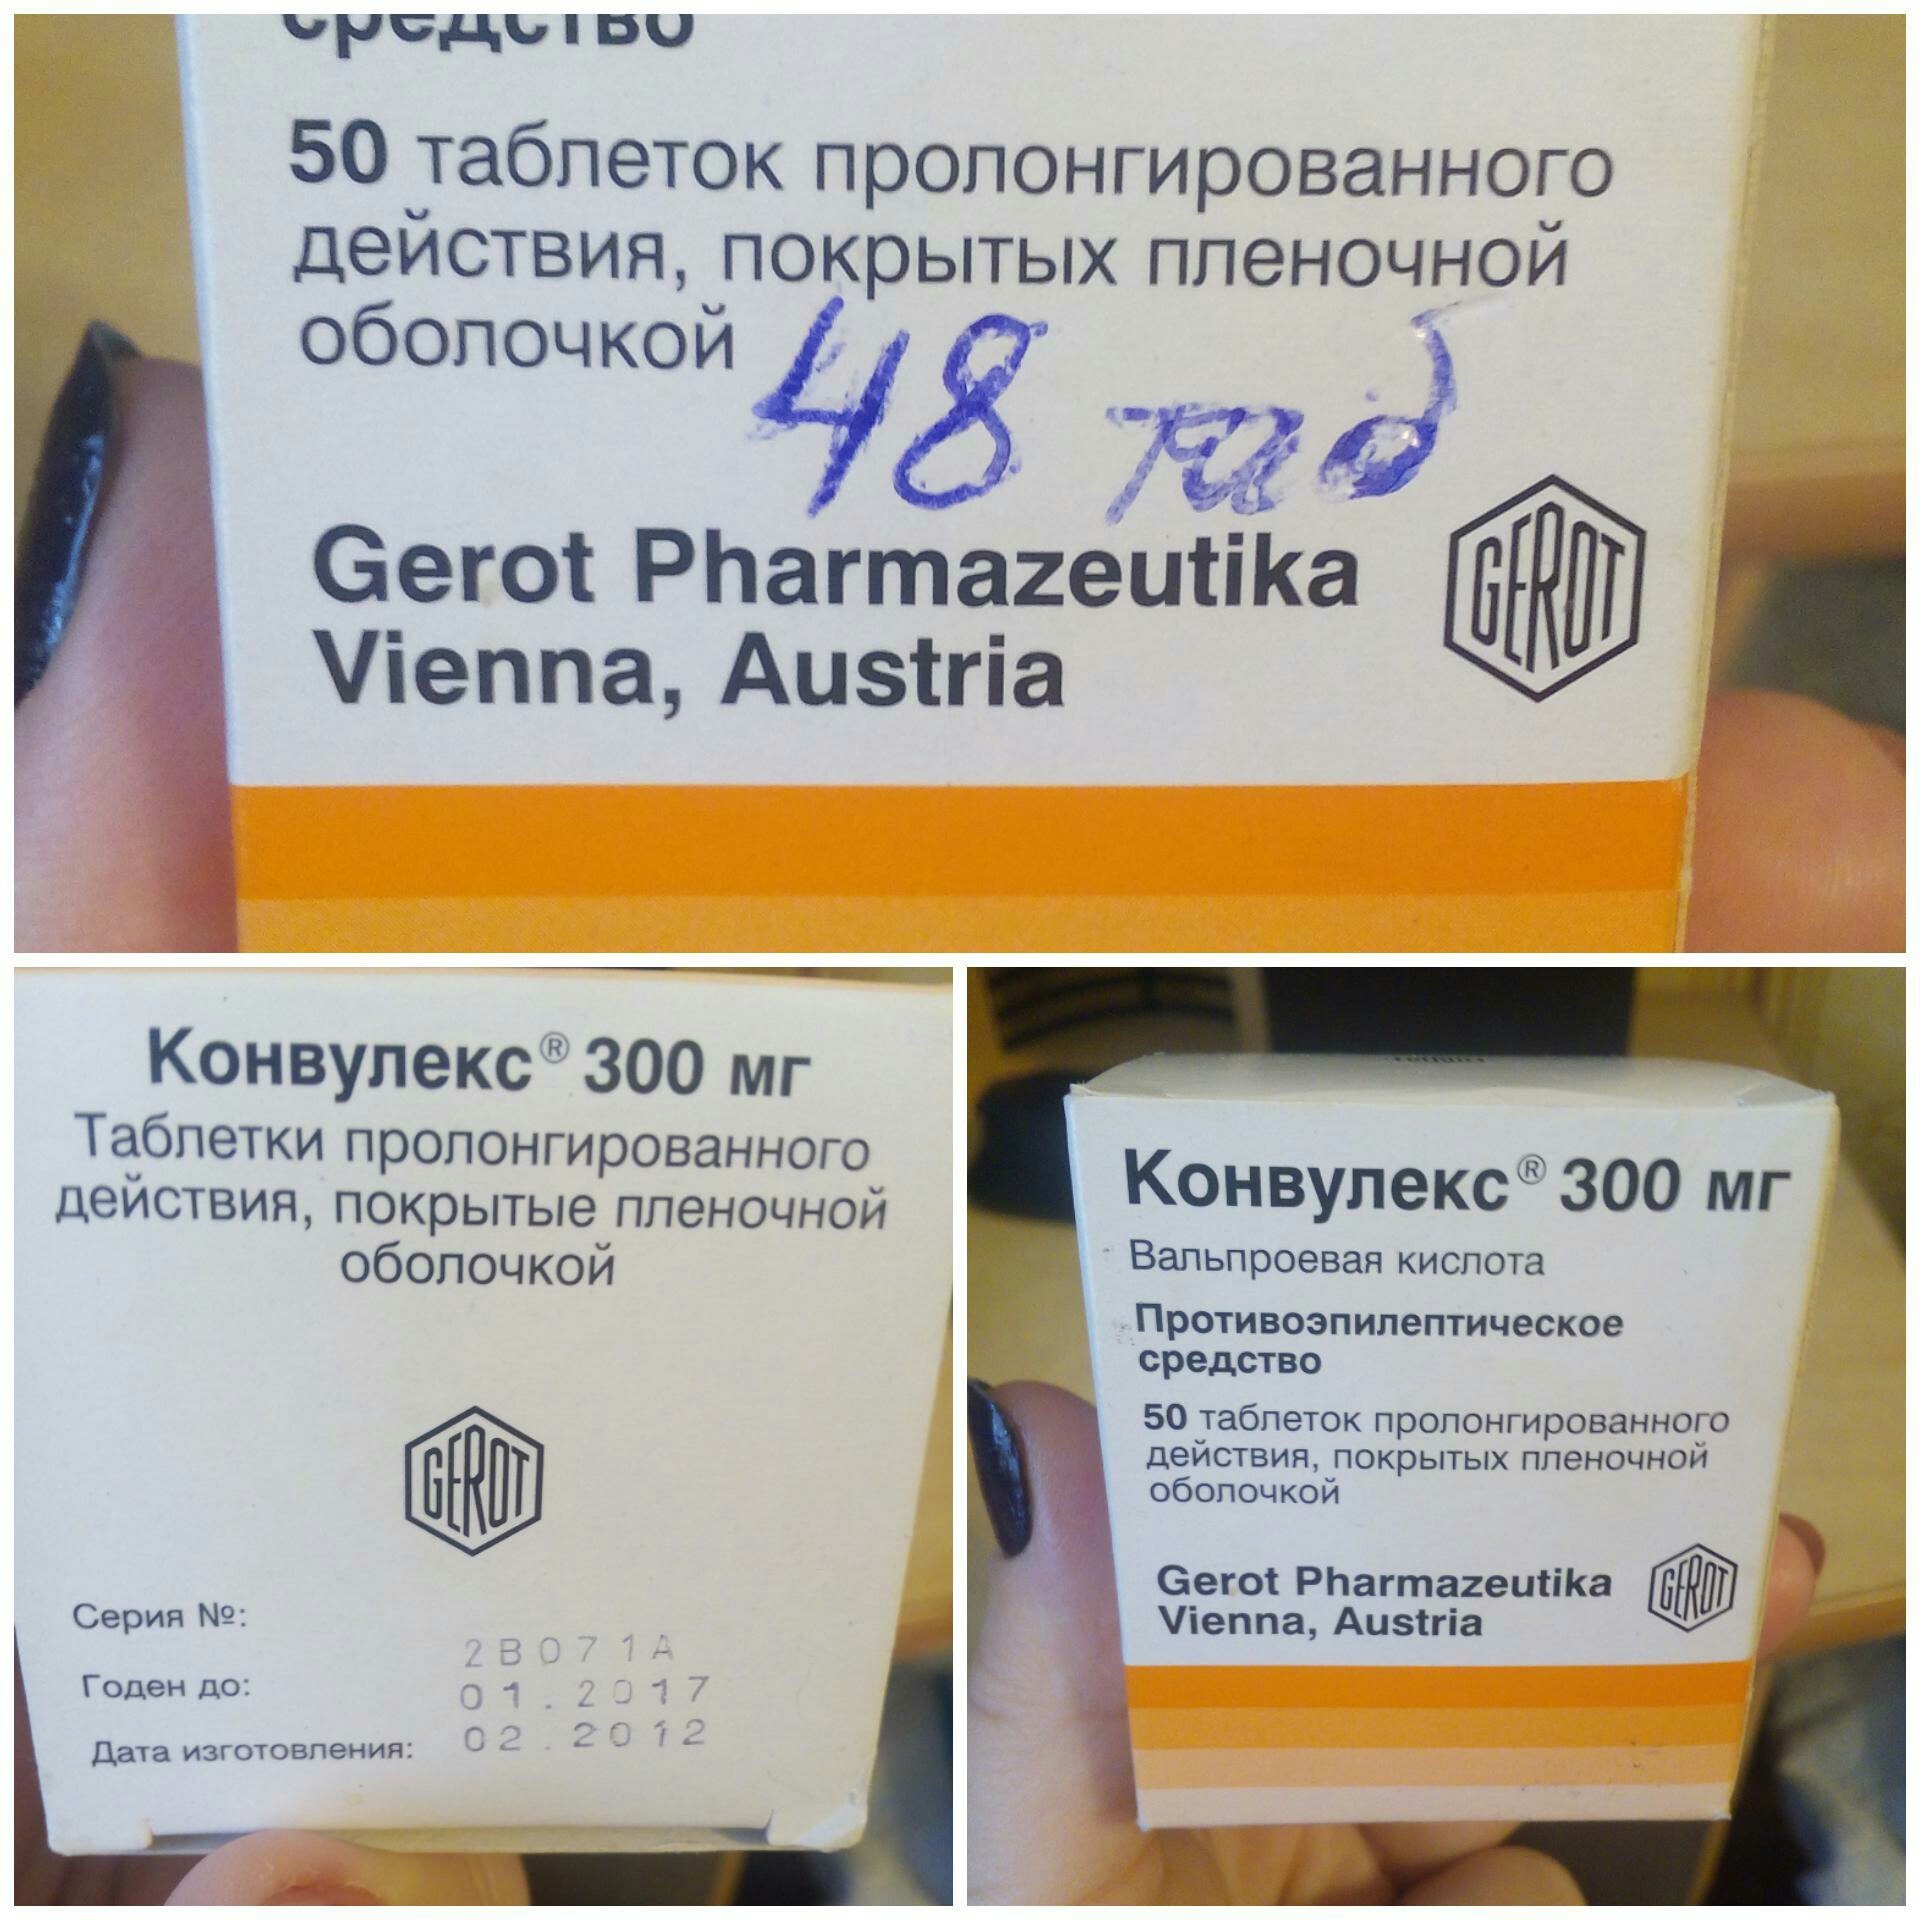 средство
50 таблеток пролонгированного
действия, покрытых пленочной
оболочкой
48 таб
Gerot Pharmazeutika
Vienna, Austria
GEROT
Конвулекс® 300 мг
Таблетки пролонгированного
действия, покрытые пленочной
оболочкой
GEROT
Серия №: 2B071A
Годен до: 01.2017
Дата изготовления: 02.2012
Конвулекс® 300 мг
Вальпроевая кислота
Противоэпилептическое
средство
50 таблеток пролонгированного
действия, покрытых пленочной
оболочкой
Gerot Pharmazeutika
Vienna, Austria
GEROT